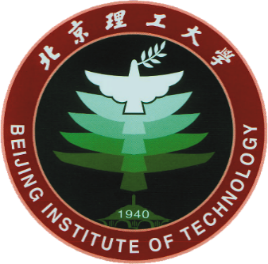 北京理工大学
1940
BEIJING INSTITUTE OF TECHNOLOGY